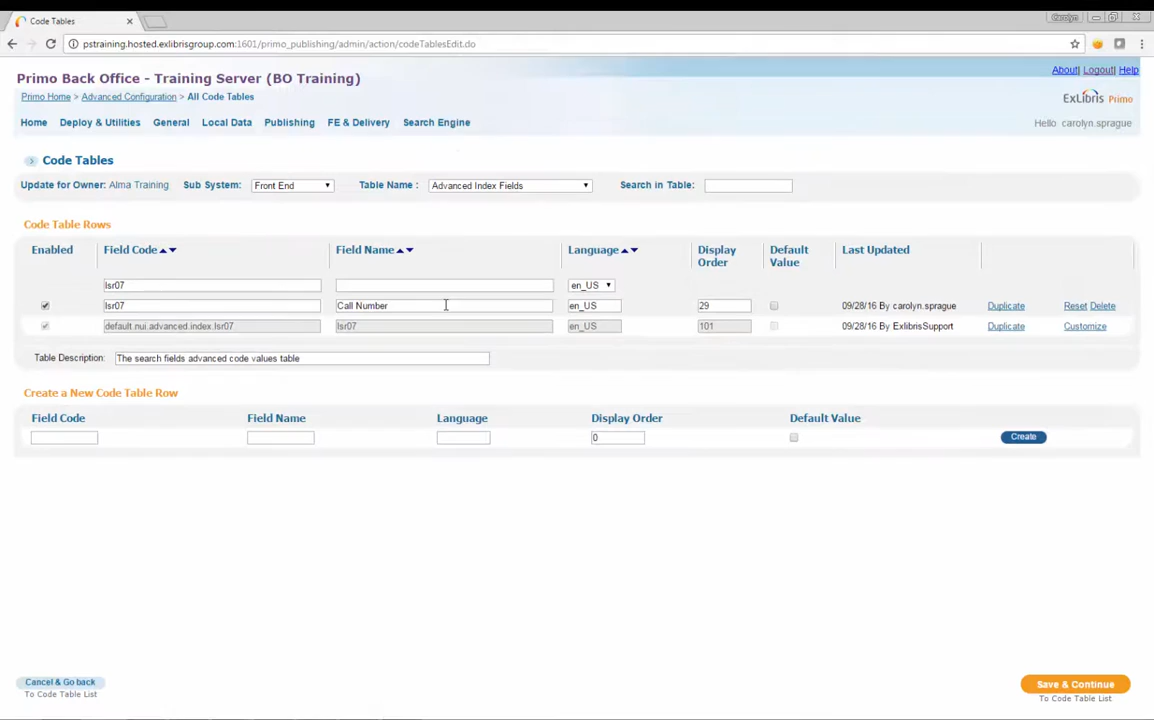 Code Tables
Carolyn
pstraining.hosted.exlibrisgroup.com:1601/primo_publishing/admin/action/codeTablesEdit.do
Primo Back Office - Training Server (BO Training)
About| Logout| Help
Primo Home > Advanced Configuration > All Code Tables
ExLibris Primo
Home Deploy & Utilities General Local Data Publishing FE & Delivery Search Engine
Hello carolyn.sprague
Code Tables
Update for Owner: Alma Training Sub System: Front End Table Name : Advanced Index Fields Search in Table:
Code Table Rows
Enabled Field Code Field Name Language Display Order Default Value Last Updated
lsr07 en_US
lsr07 Call Number en_US 29 09/28/16 By carolyn.sprague Duplicate Reset Delete
default.nui.advanced.index.lsr07 lsr07 en_US 101 09/28/16 By ExlibrisSupport Duplicate Customize
Table Description: The search fields advanced code values table
Create a New Code Table Row
Field Code Field Name Language Display Order Default Value
0 Create
Cancel & Go back
To Code Table List
Save & Continue
To Code Table List